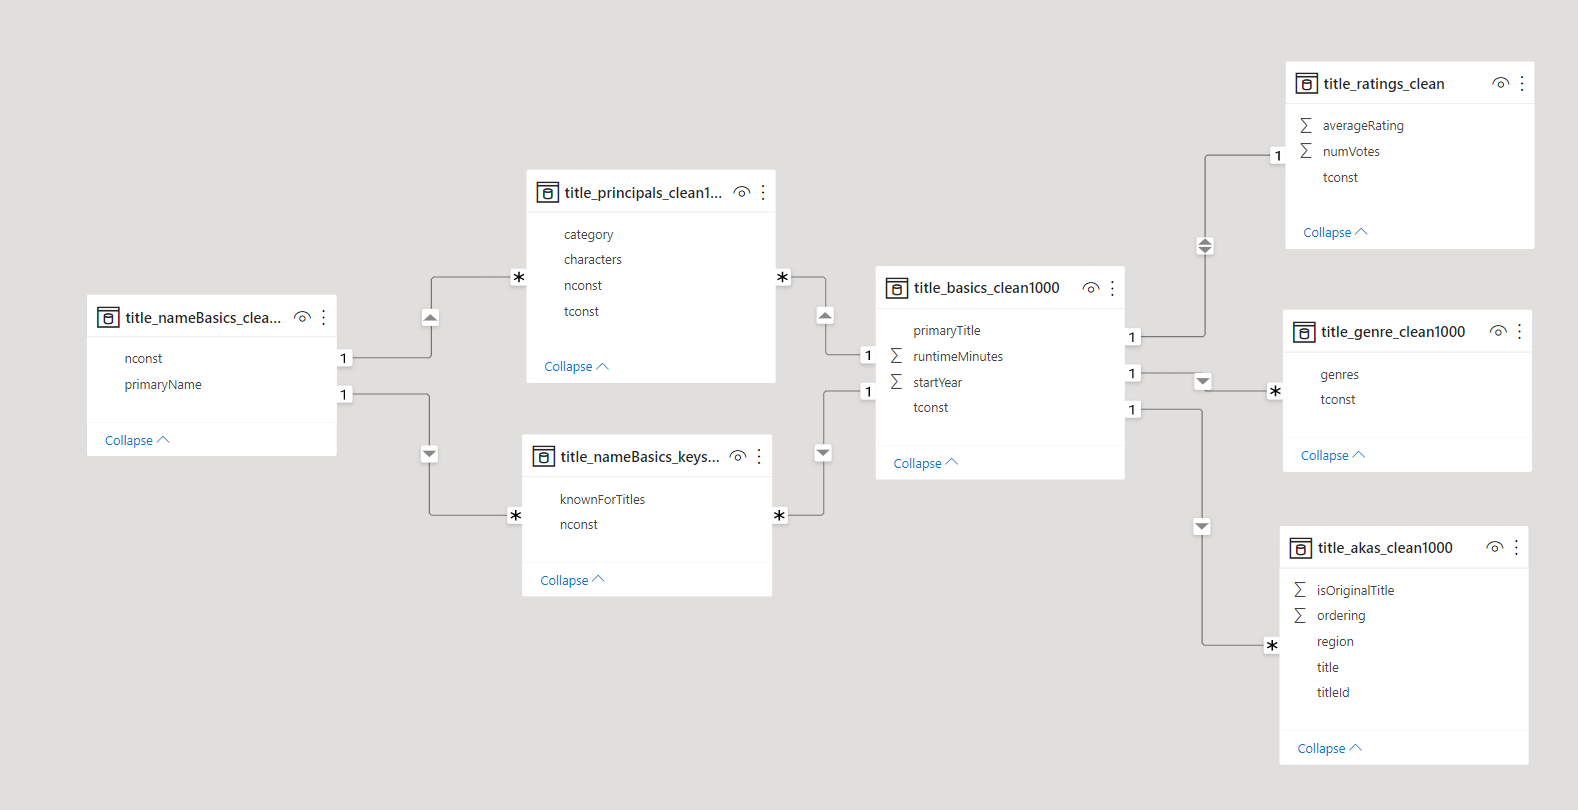 title_nameBasics_clea...
nconst
primaryName
Collapse
1
1
title_principals_clean1...
category
characters
nconst
tconst
Collapse
*
*
title_nameBasics_keys...
knownForTitles
nconst
Collapse
*
*
title_basics_clean1000
primaryTitle
runtimeMinutes
startYear
tconst
Collapse
1
1
1
1
1
title_ratings_clean
averageRating
numVotes
tconst
Collapse
1
title_genre_clean1000
genres
tconst
Collapse
*
title_akas_clean1000
isOriginalTitle
ordering
region
title
titleId
Collapse
*